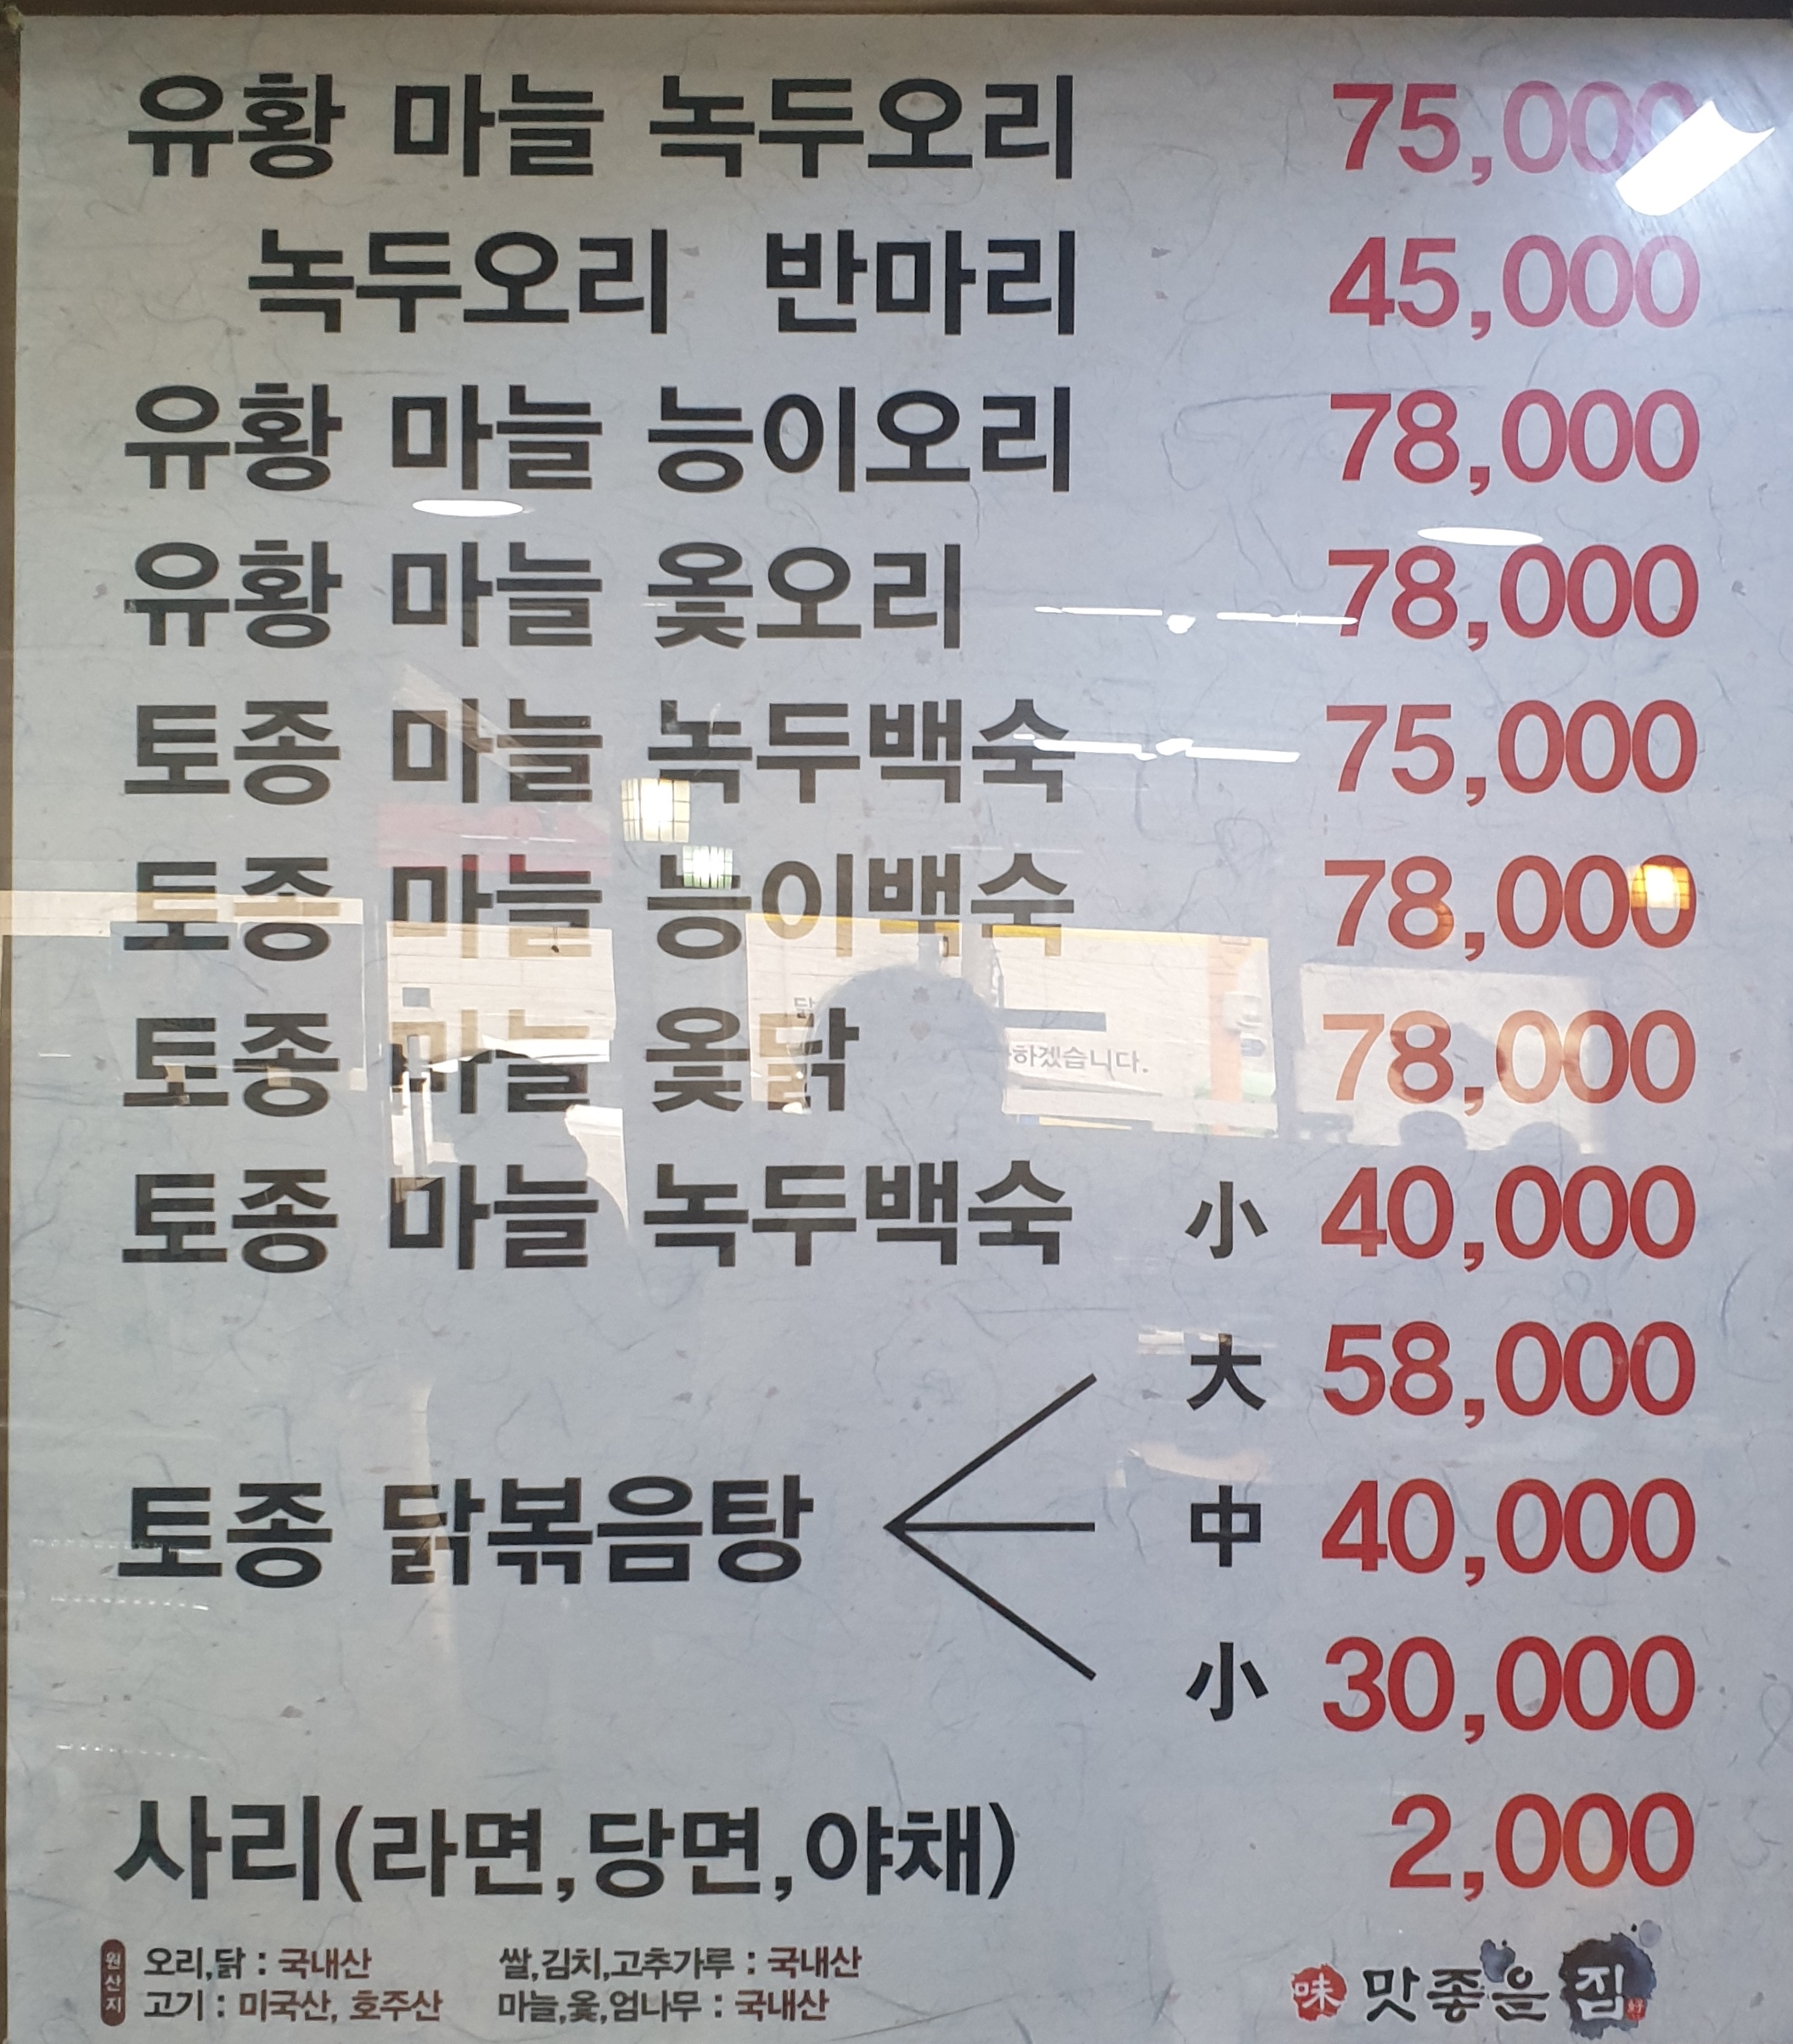 유황 마늘 녹두오리 75,000
녹두오리 반마리 45,000
유황 마늘 능이오리 78,000
유황 마늘 옻오리 78,000
토종 마늘 녹두백숙 75,000
토종 마늘 능이백숙 78,000
토종 마늘 옻닭 78,000
하겠습니다.
토종 마늘 녹두백숙 小 40,000
大 58,000
토종 닭볶음탕 中 40,000
小 30,000
사리(라면,당면,야채) 2,000
원산지
오리,닭 : 국내산 쌀,김치,고추가루 : 국내산
고기 : 미국산, 호주산 마늘,옻,엄나무 : 국내산
味 맛좋은 집